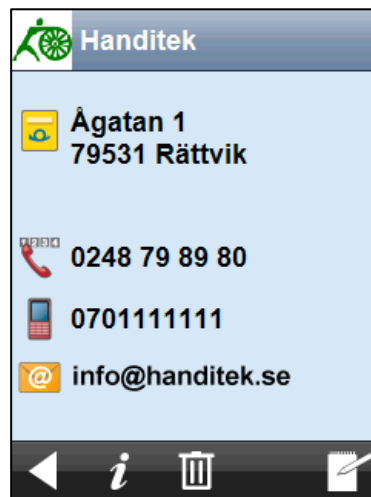 Handitek
Ågatan 1
79531 Rättvik
0248 79 89 80
0701111111
@ info@handitek.se
i